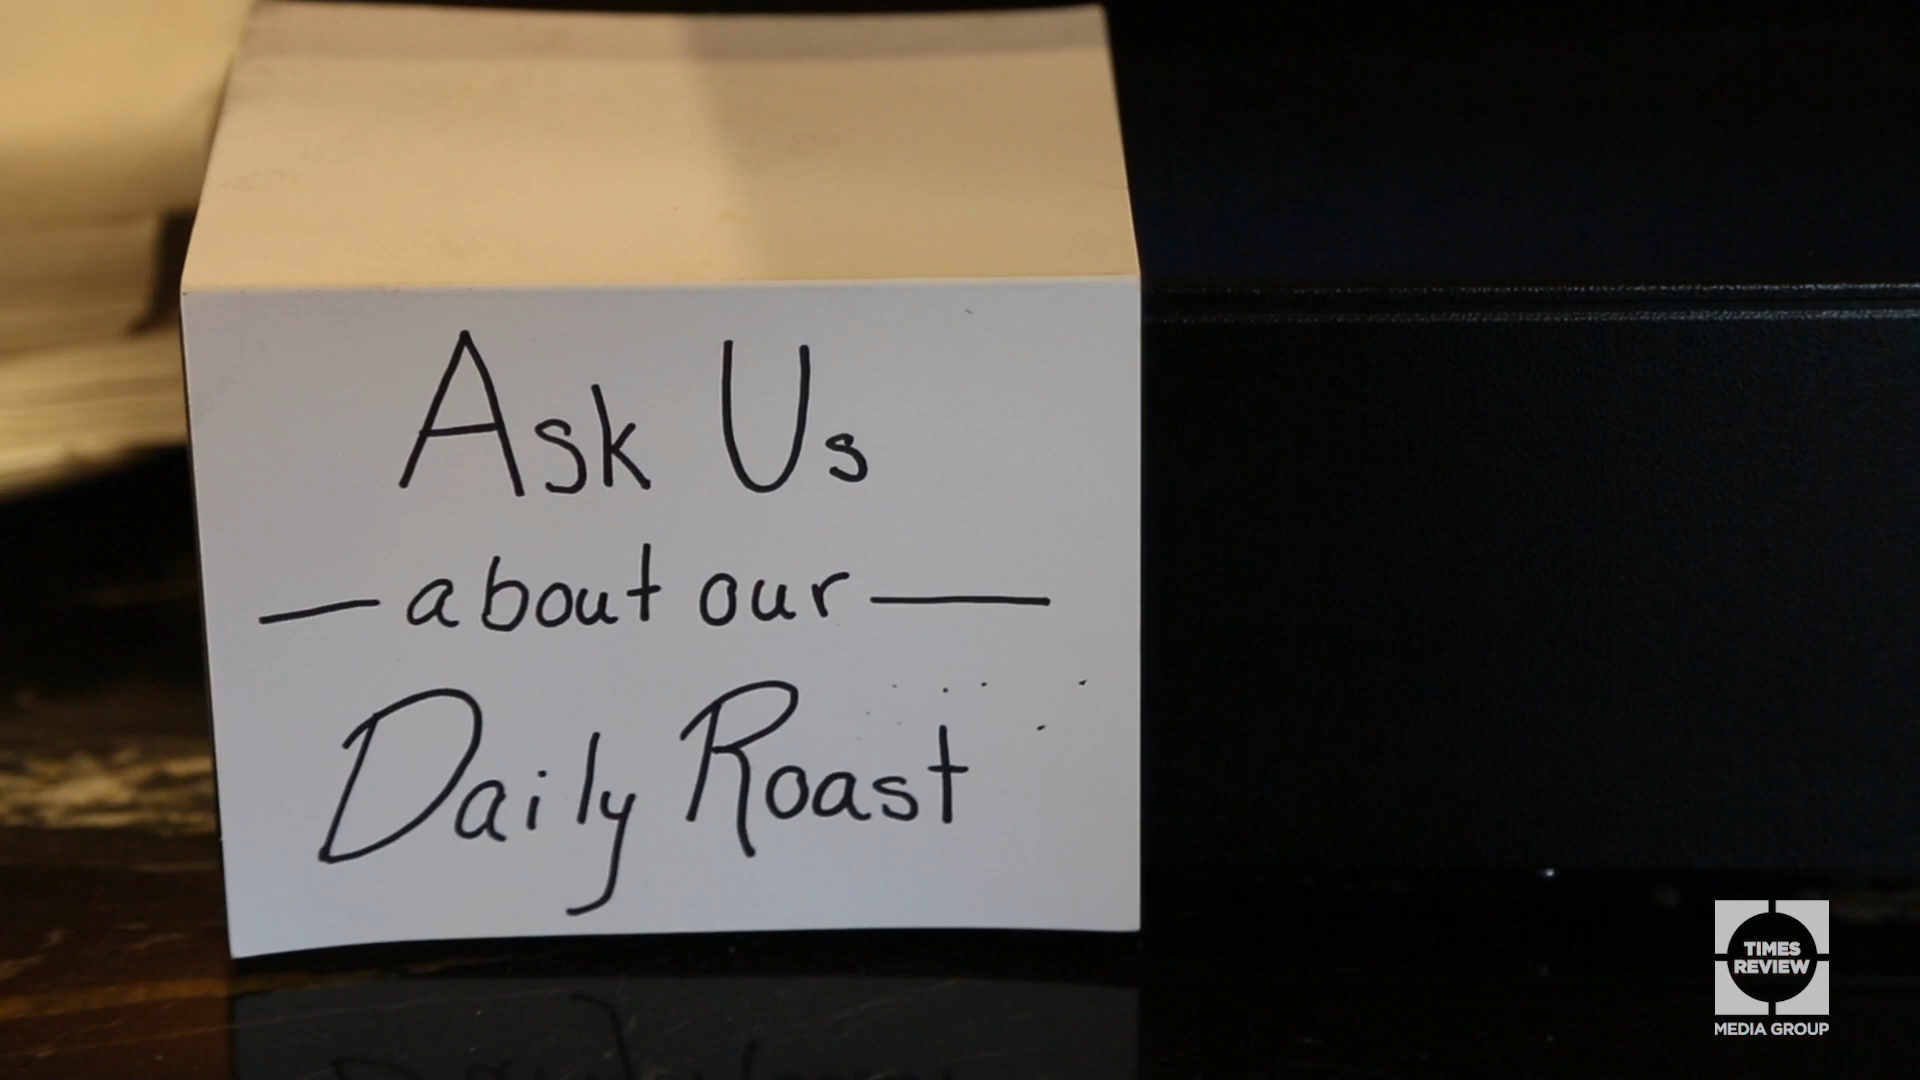 Ask Us
— about our —
Daily Roast
TIMES
REVIEW
MEDIA GROUP